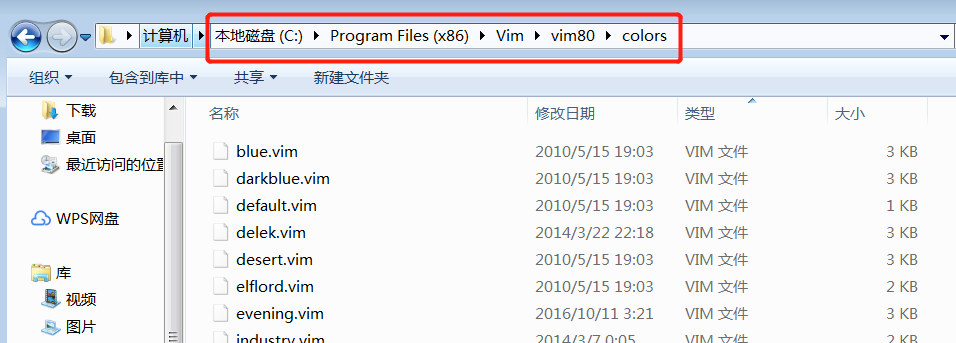 计算机 本地磁盘 (C:) Program Files (x86) Vim vim80 colors
组织 包含到库中 共享 新建文件夹
下载
桌面
最近访问的位置
WPS网盘
库
视频
图片
名称 修改日期 类型 大小
blue.vim 2010/5/15 19:03 VIM 文件 3 KB
darkblue.vim 2010/5/15 19:03 VIM 文件 3 KB
default.vim 2010/5/15 19:03 VIM 文件 1 KB
delek.vim 2014/3/22 22:18 VIM 文件 3 KB
desert.vim 2010/5/15 19:03 VIM 文件 3 KB
elflord.vim 2010/5/15 19:03 VIM 文件 2 KB
evening.vim 2016/10/11 3:21 VIM 文件 3 KB
industry.vim 2014/3/7 0:05 VIM 文件 2 KB